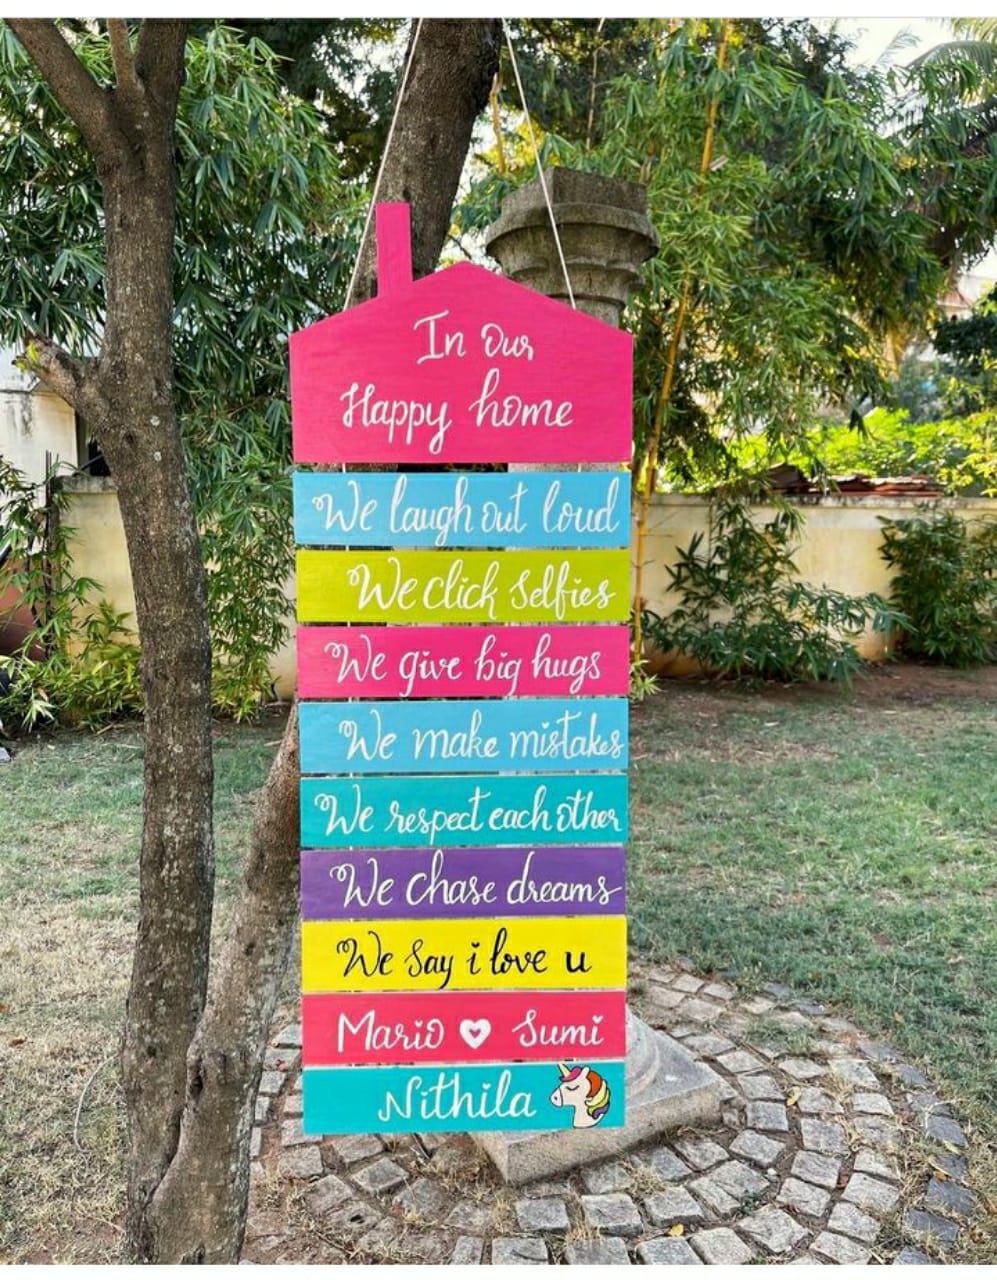 In Our
Happy home
We laugh out loud
We click selfies
We give big hugs
We make mistakes
We respect each other
We chase dreams
We say i love u
Mario Sumi
Nithila